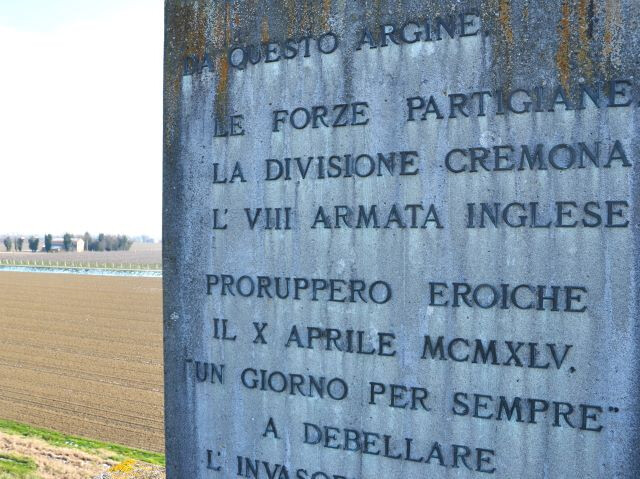 DA QUESTO ARGINE,
LE FORZE PARTIGIANE
LA DIVISIONE CREMONA
L' VIII ARMATA INGLESE
PRORUPPERO EROICHE
IL X APRILE MCMXLV,
"UN GIORNO PER SEMPRE"
A DEBELLARE
L'